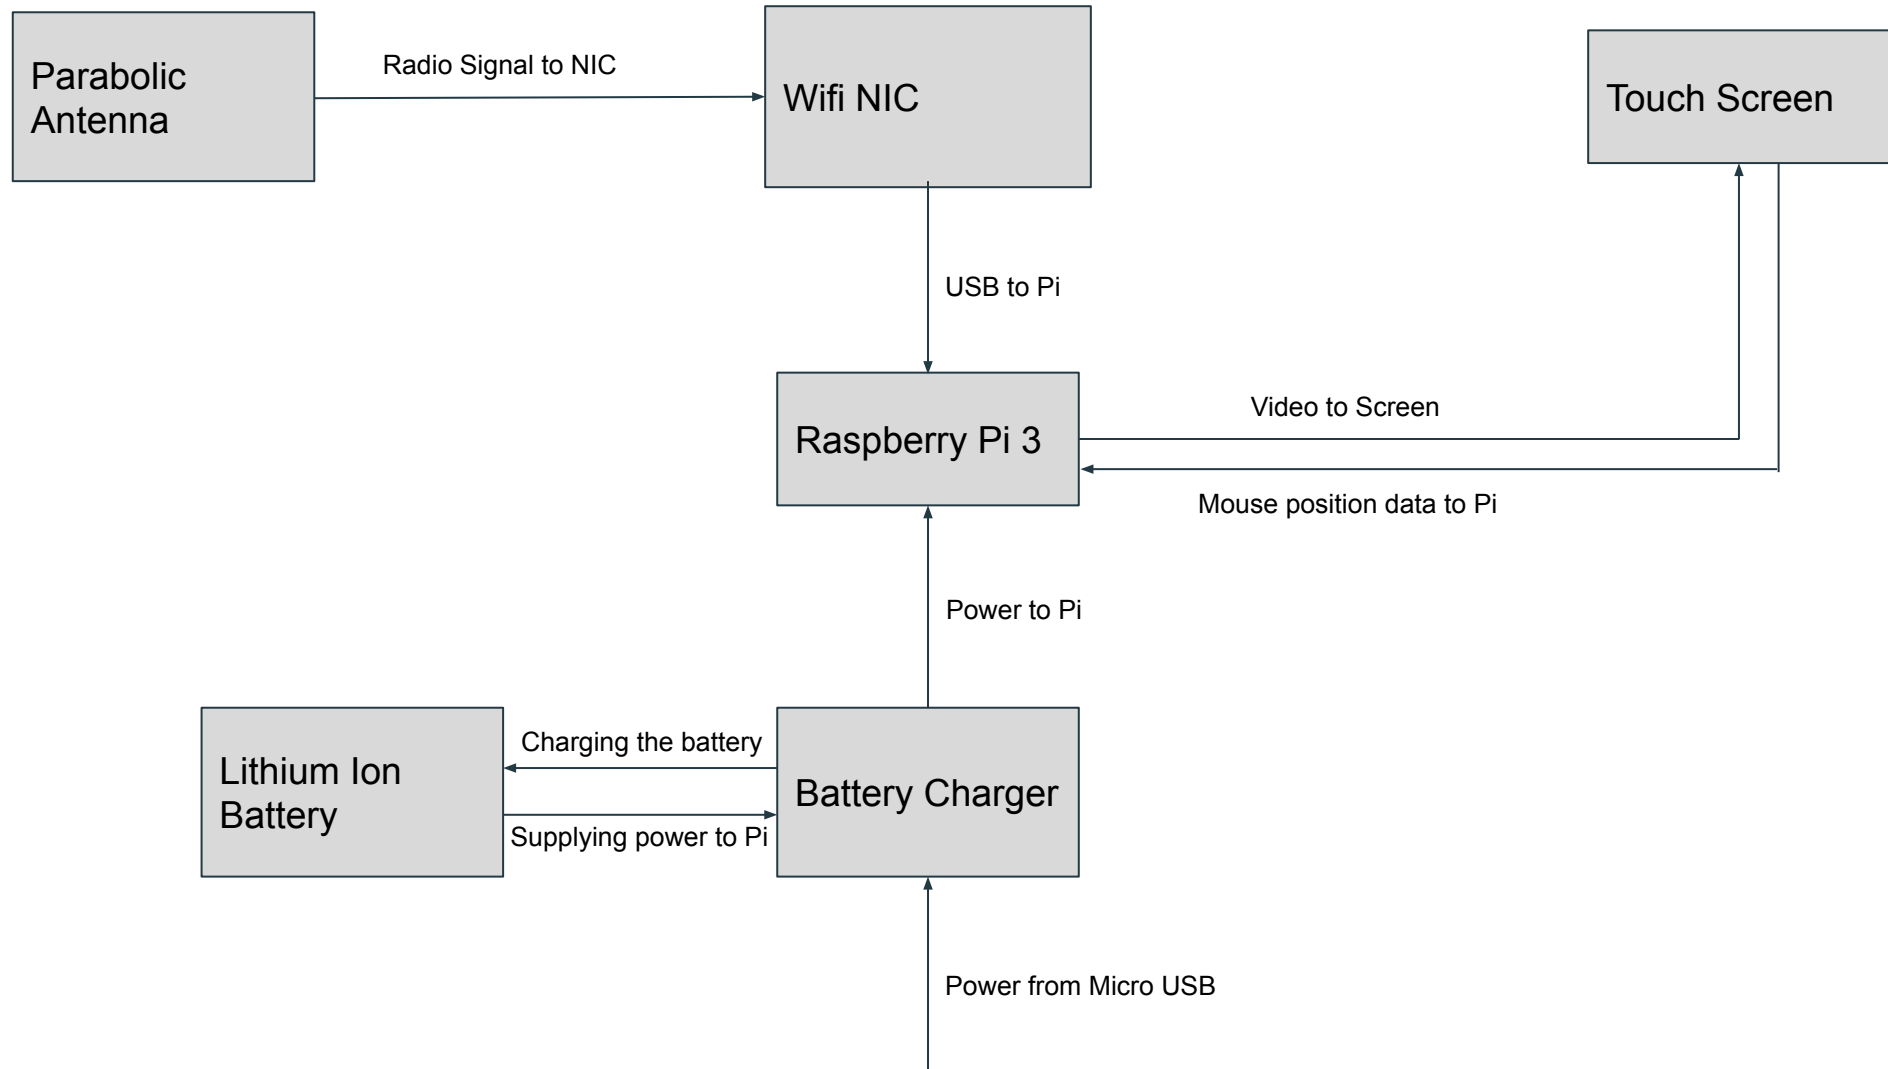 Parabolic
Antenna
Radio Signal to NIC
Wifi NIC
Touch Screen
USB to Pi
Raspberry Pi 3
Video to Screen
Mouse position data to Pi
Power to Pi
Lithium Ion
Battery
Charging the battery
Supplying power to Pi
Battery Charger
Power from Micro USB